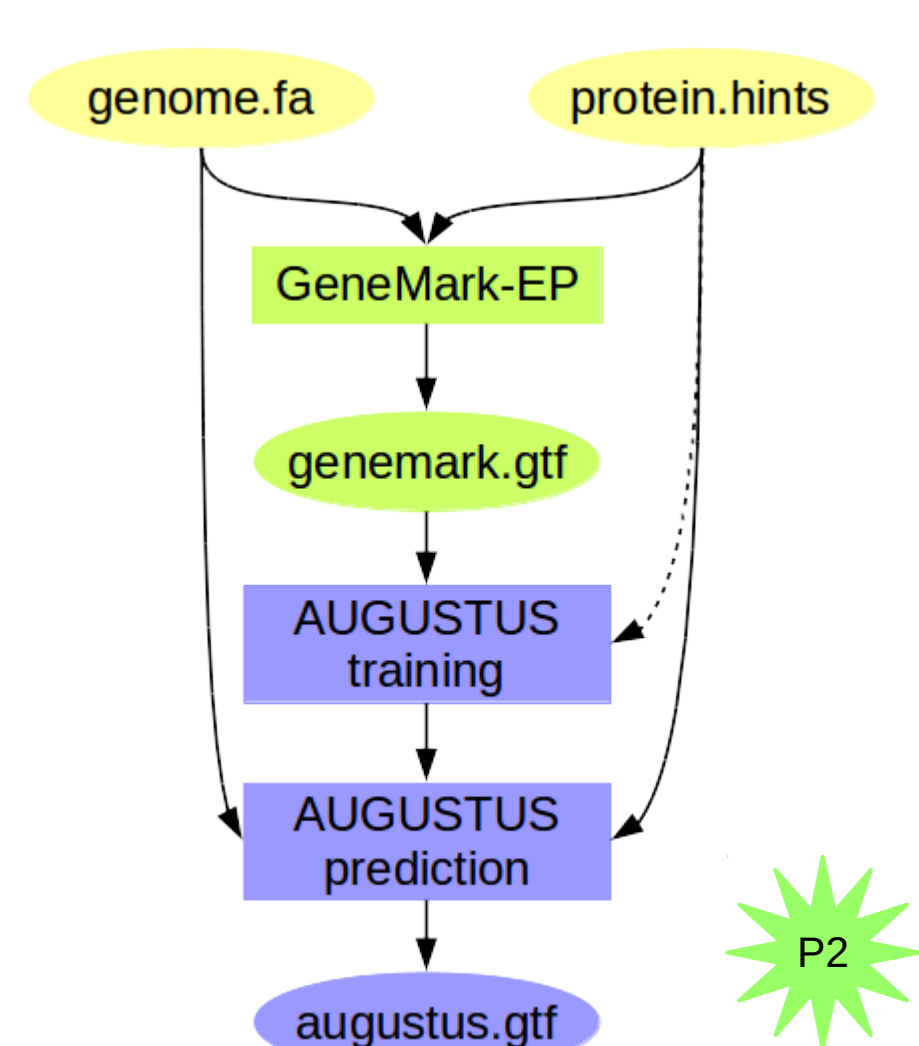 genome.fa
protein.hints
GeneMark-EP
genemark.gtf
AUGUSTUS
training
AUGUSTUS
prediction
P2
augustus.gtf